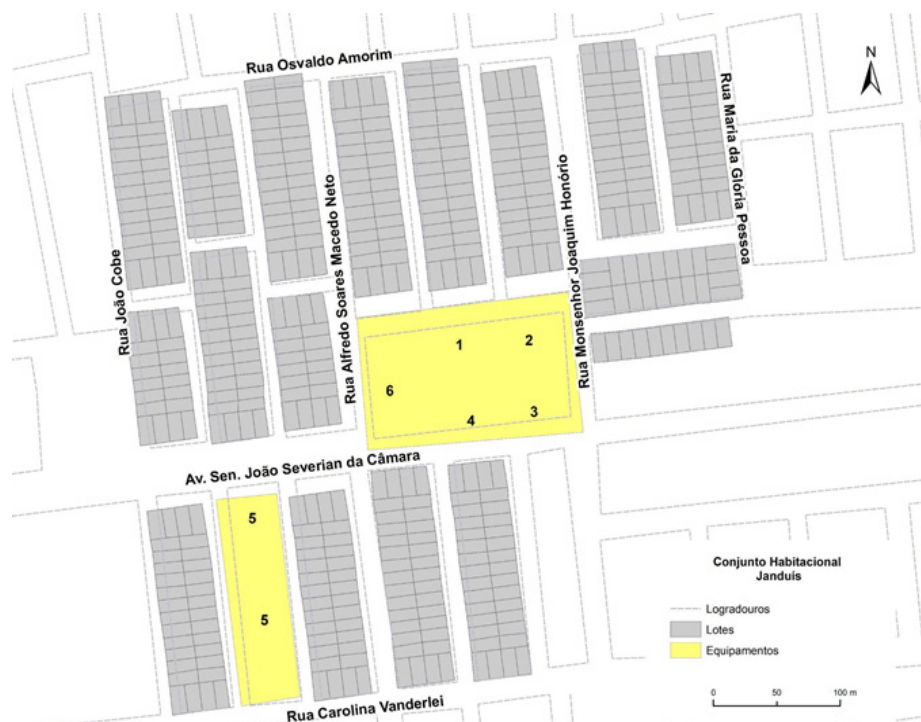 Rua Osvaldo Amorim
N
Rua João Cobe
Rua Alfredo Soares Macedo Neto
Rua Monsenhor Joaquim Honório
Rua Maria da Glória Pessoa
1
2
6
4
3
Av. Sen. João Severian da Câmara
5
5
Rua Carolina Vanderlei
Conjunto Habitacional
Janduís
Logradouros
Lotes
Equipamentos
0 50 100 m